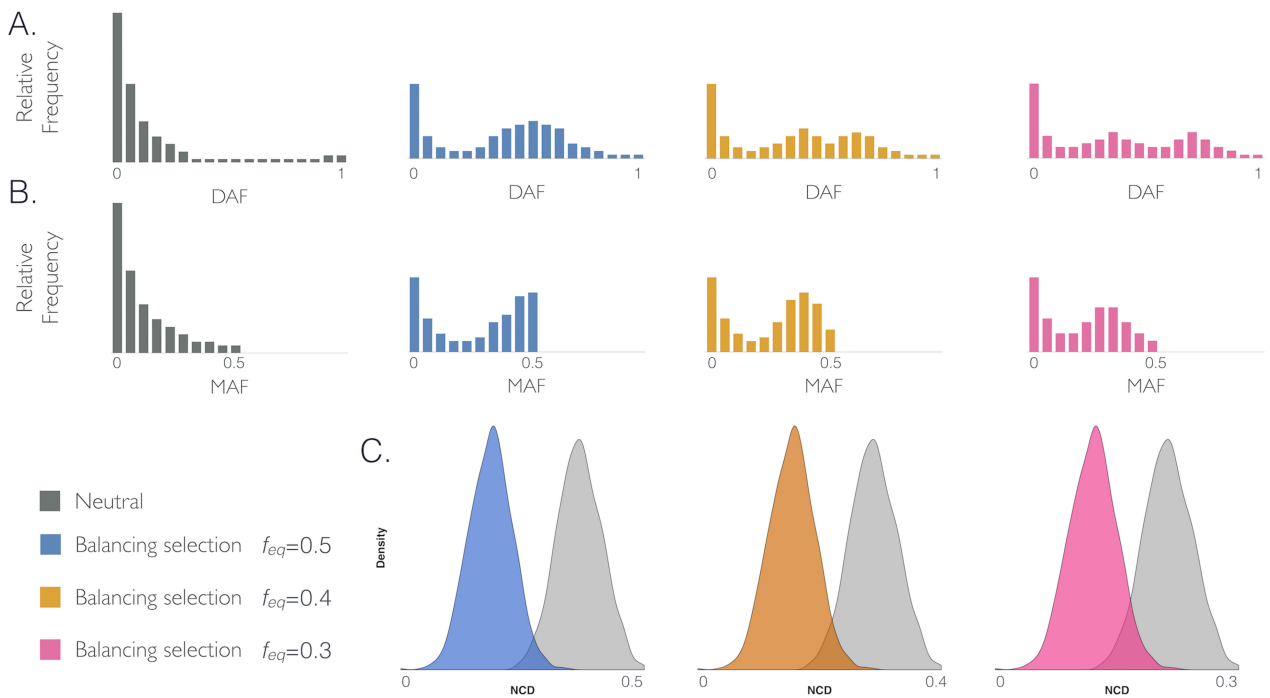 A.
Relative
Frequency
0 1
DAF
0 1
DAF
0 1
DAF
0 1
DAF
B.
Relative
Frequency
0 0.5
MAF
0 0.5
MAF
0 0.5
MAF
0 0.5
MAF
C.
Neutral
Balancing selection feq=0.5
Balancing selection feq=0.4
Balancing selection feq=0.3
Density
0 0.5
NCD
0 0.4
NCD
0 0.3
NCD